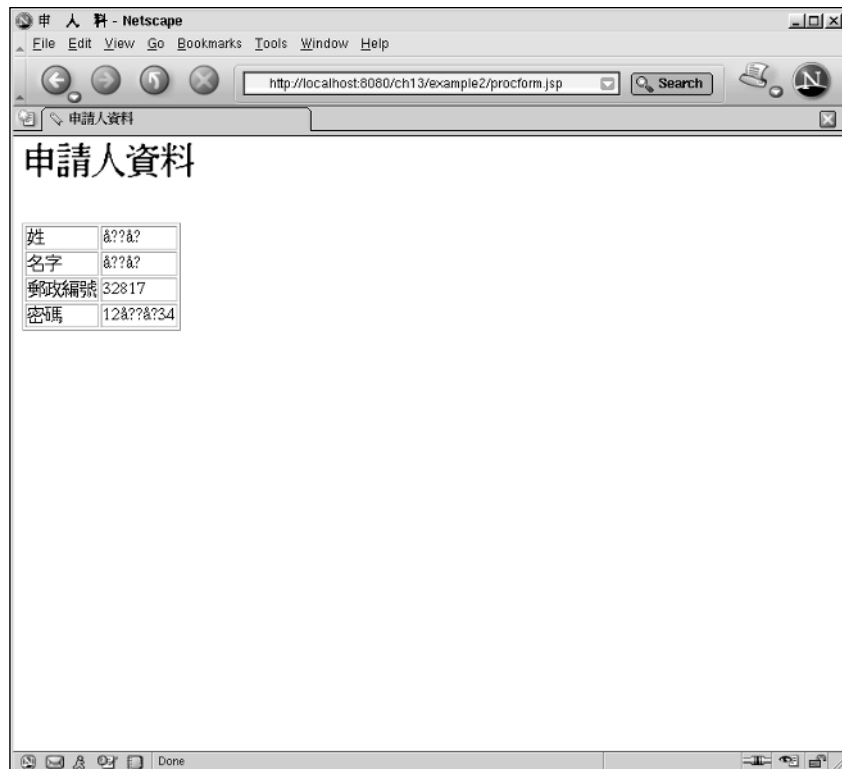 申 人 料 - Netscape
File Edit View Go Bookmarks Tools Window Help
http://localhost:8080/ch13/example2/procform.jsp Search N
申請人資料
申請人資料
姓 å??å?
名字 å??å?
郵政編號 32817
密碼 12å??å?34
Done